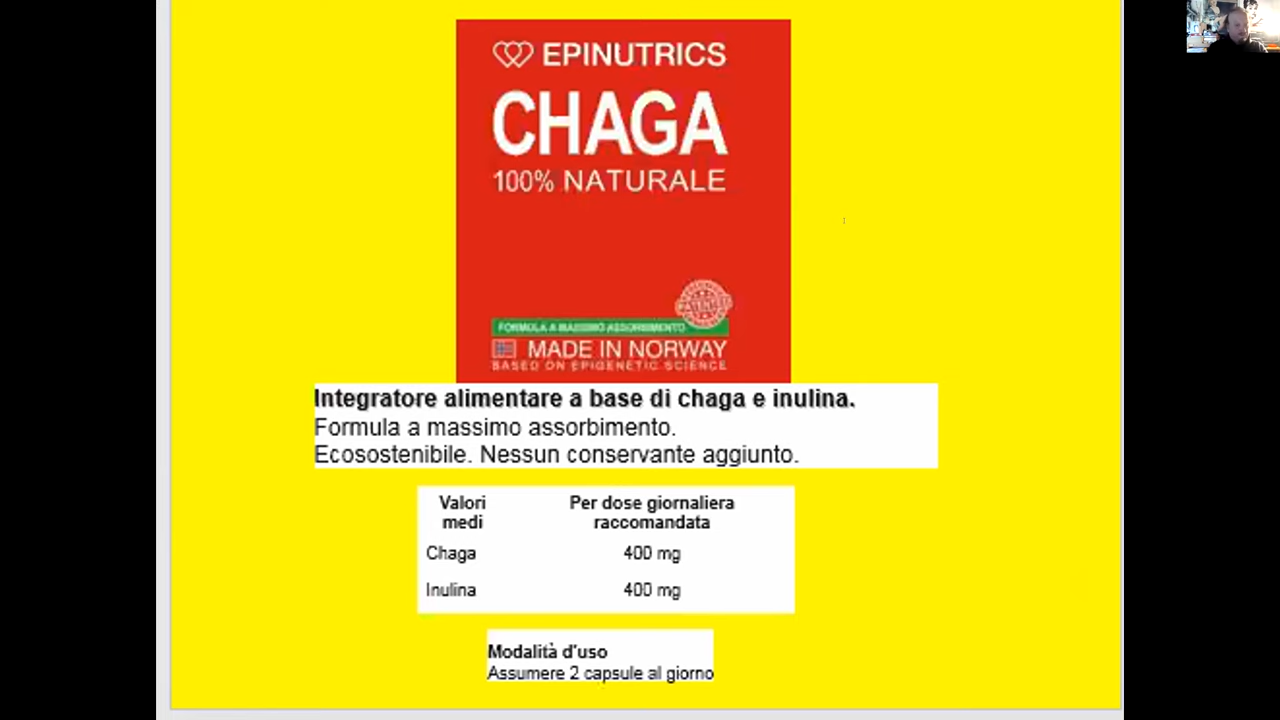 EPINUTRICS
CHAGA
100% NATURALE
PATENTED
FORMULA A MASSIMO ASSORBIMENTO
MADE IN NORWAY
BASED ON EPIGENETIC SCIENCE
Integratore alimentare a base di chaga e inulina.
Formula a massimo assorbimento.
Ecosostenibile. Nessun conservante aggiunto.
Valori medi Per dose giornaliera raccomandata
Chaga 400 mg
Inulina 400 mg
Modalità d'uso
Assumere 2 capsule al giorno